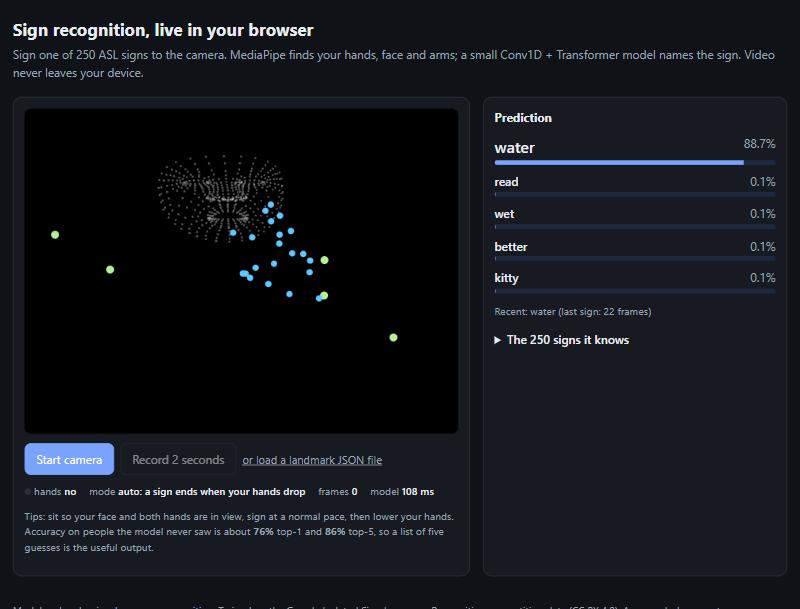 Sign recognition, live in your browser
Sign one of 250 ASL signs to the camera. MediaPipe finds your hands, face and arms; a small Conv1D + Transformer model names the sign. Video
never leaves your device.
Prediction
water 88.7%
read 0.1%
wet 0.1%
better 0.1%
kitty 0.1%
Recent: water (last sign: 22 frames)
▶ The 250 signs it knows
Start camera Record 2 seconds or load a landmark JSON file
hands no mode auto: a sign ends when your hands drop frames 0 model 108 ms
Tips: sit so your face and both hands are in view, sign at a normal pace, then lower your hands.
Accuracy on people the model never saw is about 76% top-1 and 86% top-5, so a list of five
guesses is the useful output.